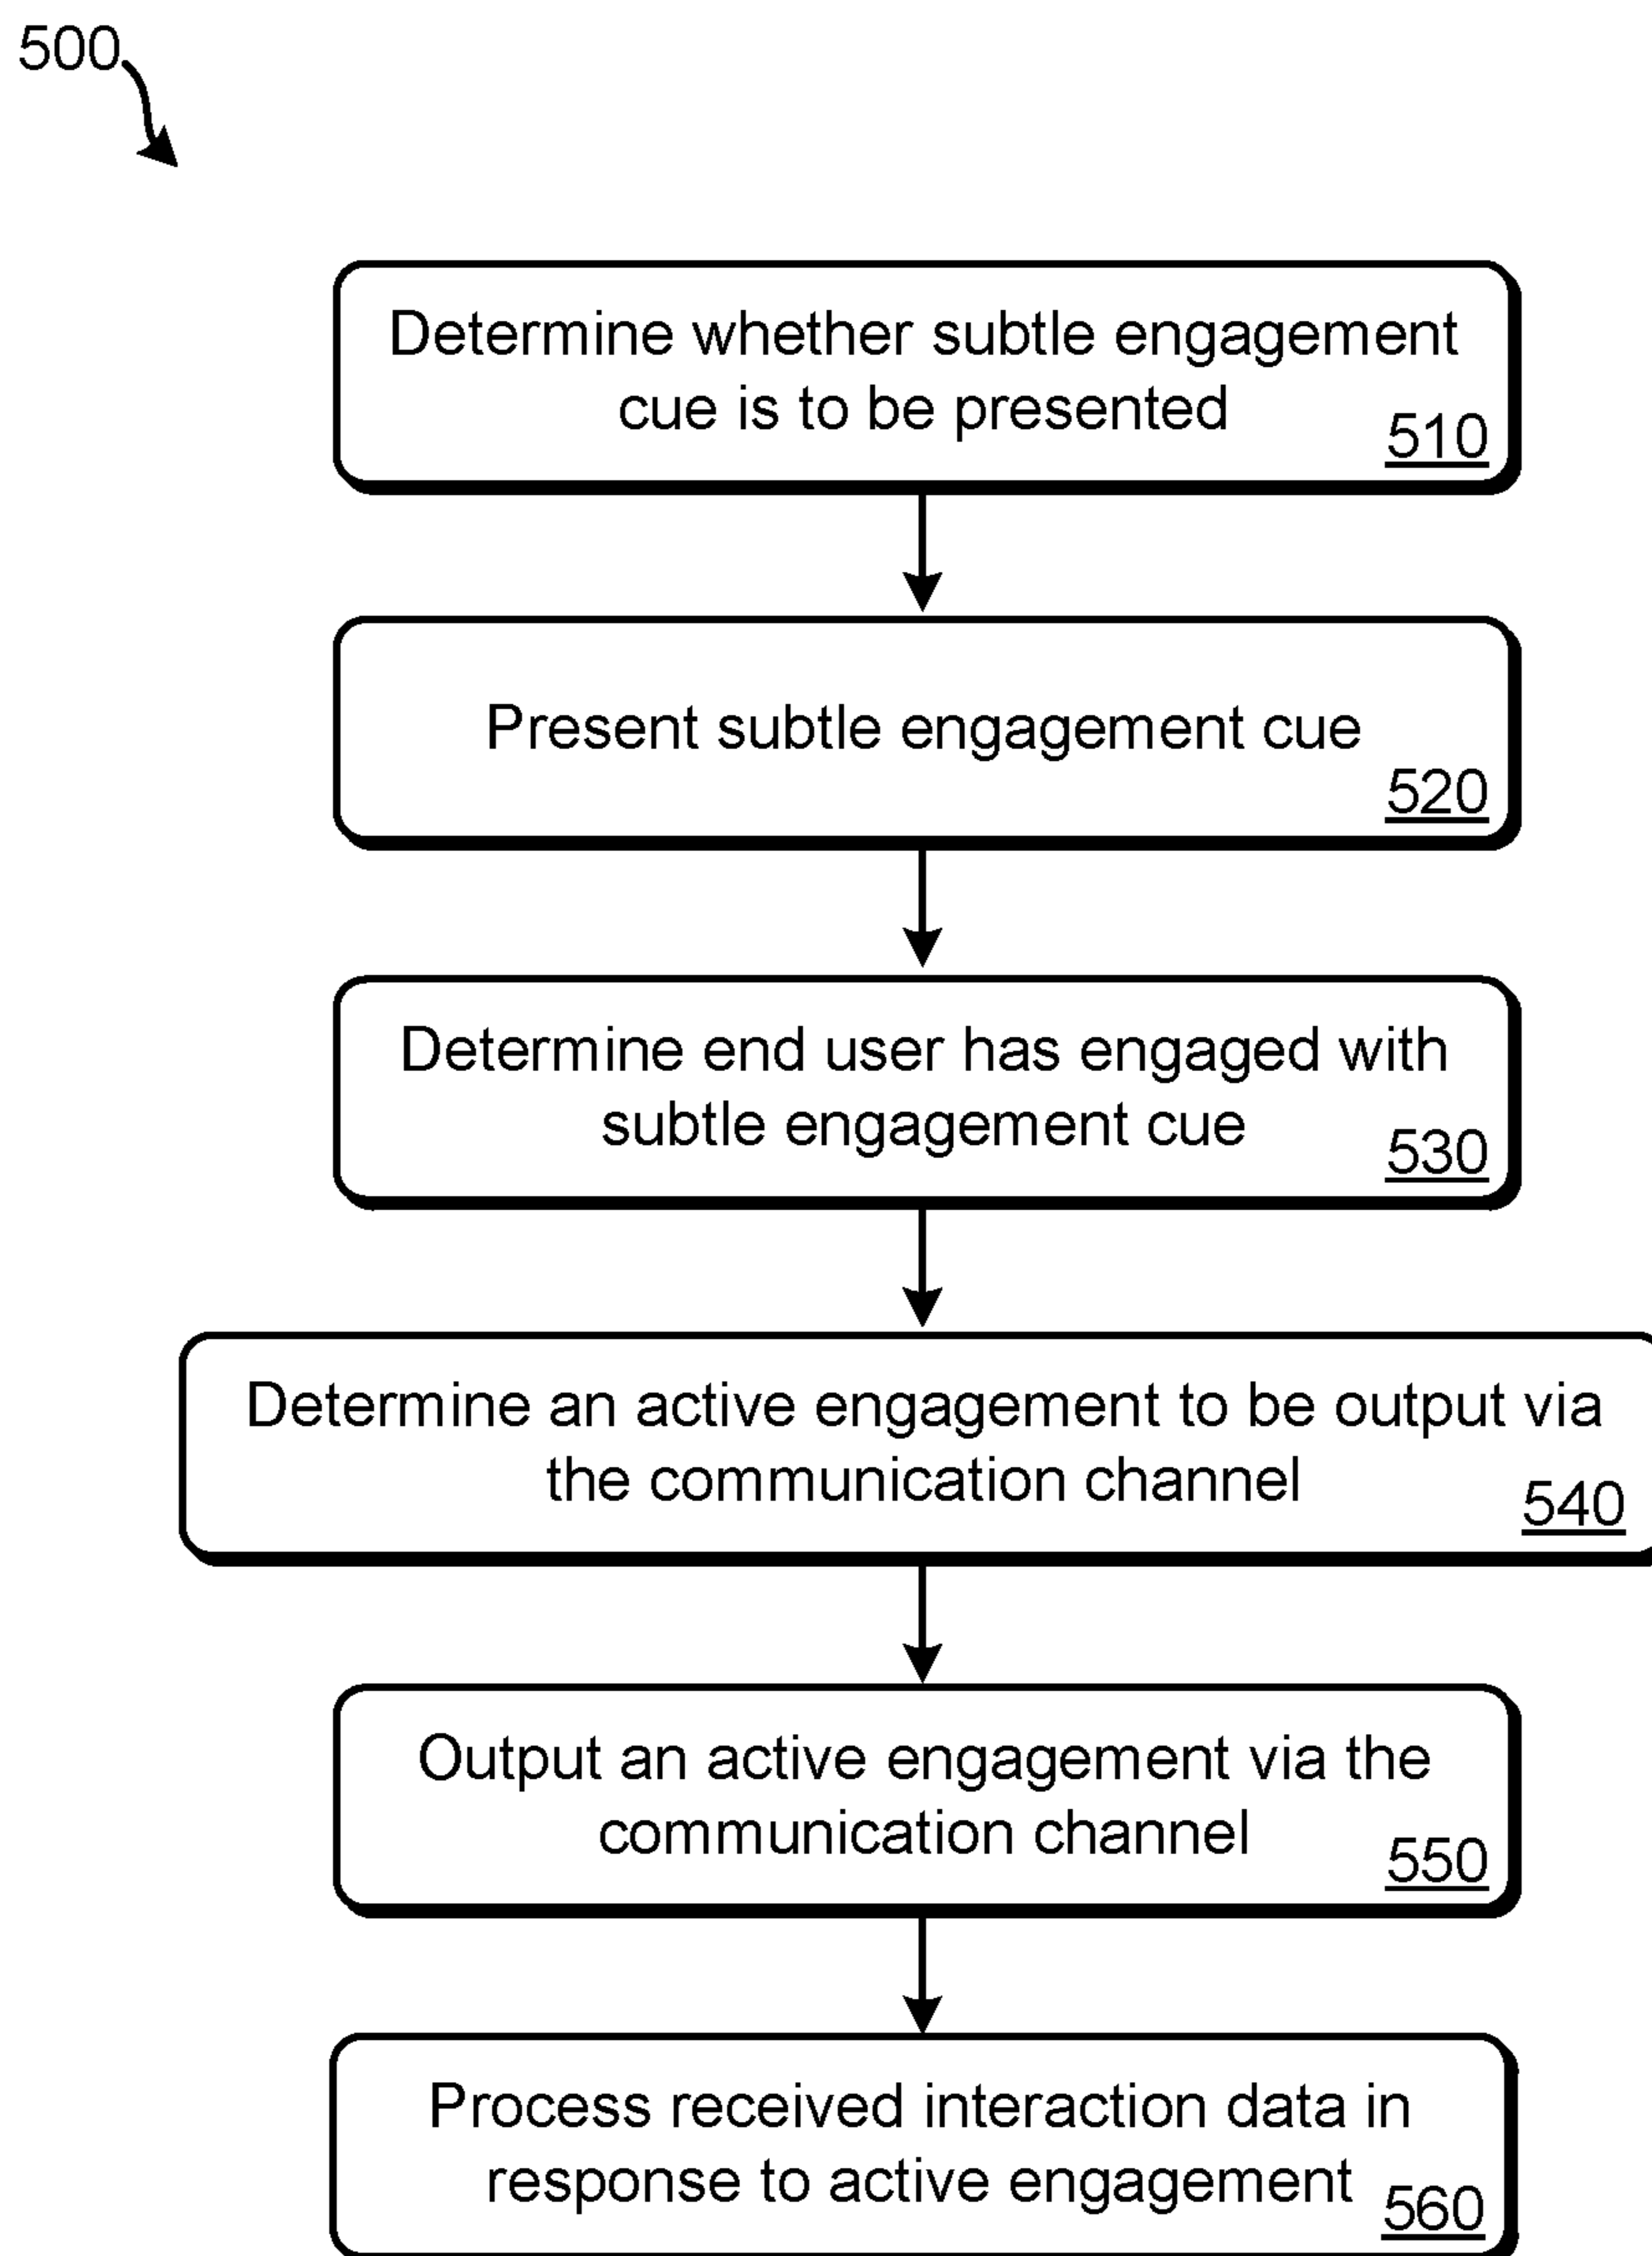 500
Determine whether subtle engagement
cue is to be presented
510
Present subtle engagement cue
520
Determine end user has engaged with
subtle engagement cue
530
Determine an active engagement to be output via
the communication channel
540
Output an active engagement via the
communication channel
550
Process received interaction data in
response to active engagement
560